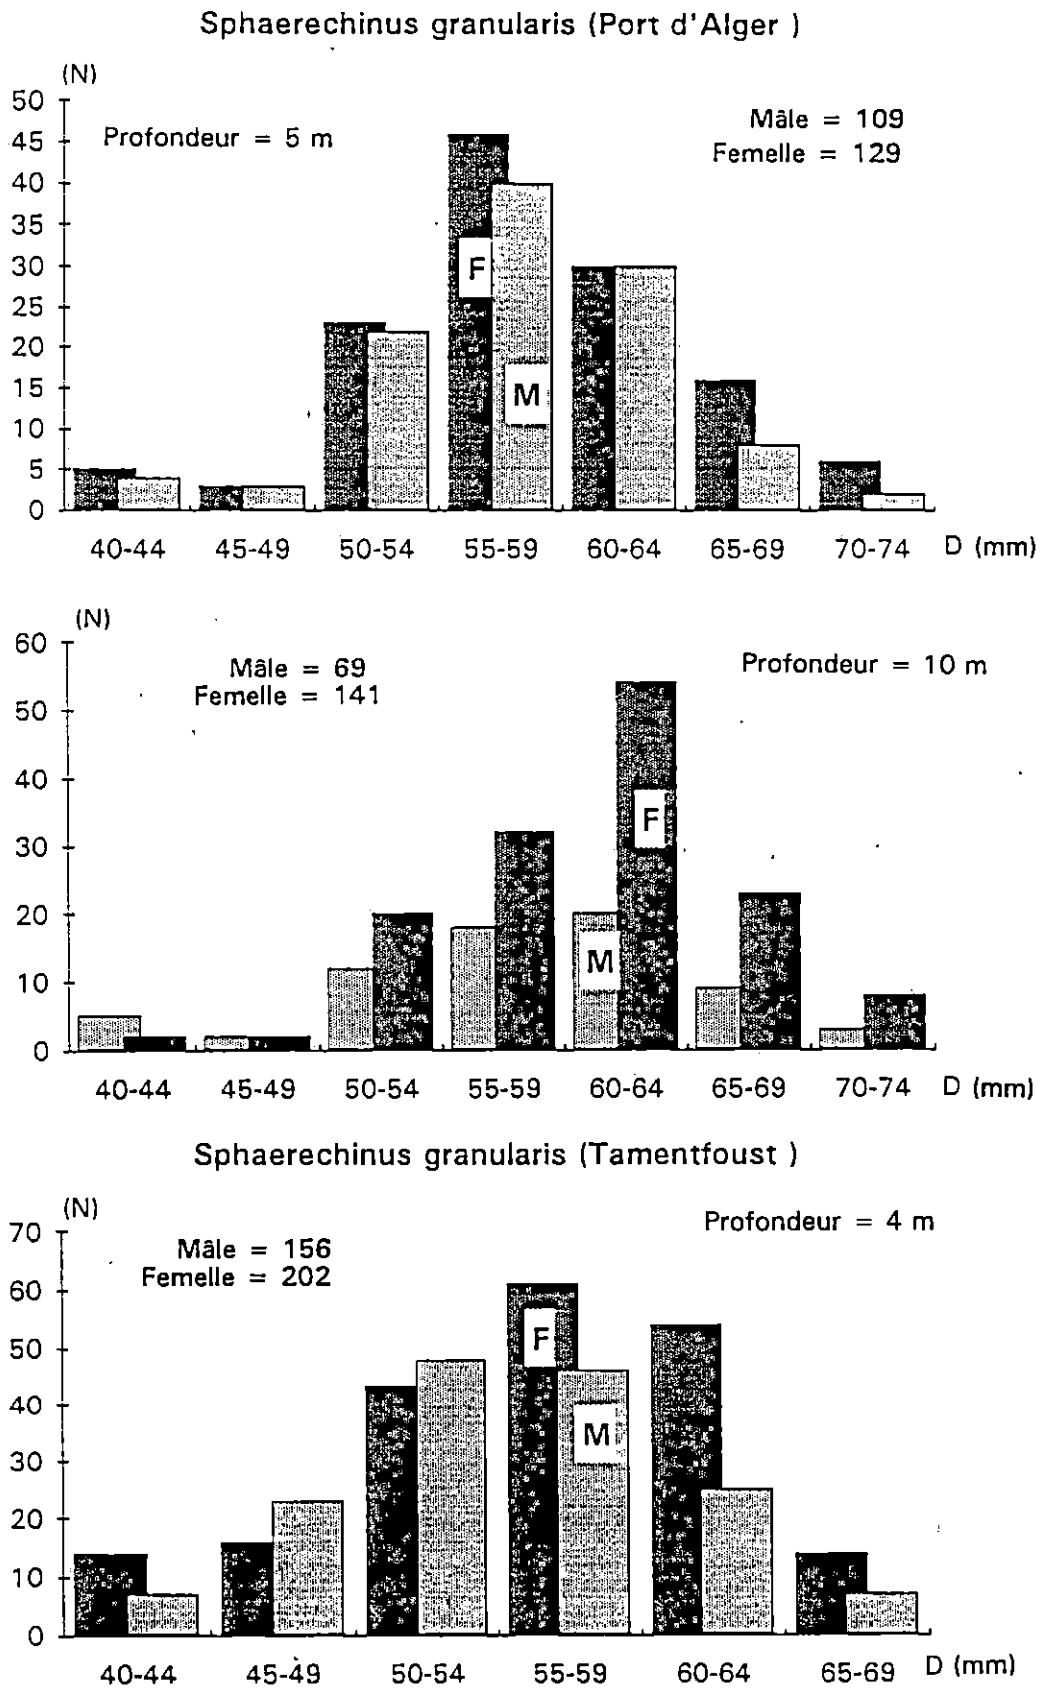 Sphaerechinus granularis (Port d'Alger )
(N)
50
45
40
35
30
25
20
15
10
5
0
Profondeur = 5 m
Mâle = 109
Femelle = 129
F
M
40-44 45-49 50-54 55-59 60-64 65-69 70-74 D (mm)
(N)
60
50
40
30
20
10
0
Mâle = 69
Femelle = 141
Profondeur = 10 m
F
M
40-44 45-49 50-54 55-59 60-64 65-69 70-74 D (mm)
Sphaerechinus granularis (Tamentfoust )
(N)
70
60
50
40
30
20
10
0
Mâle = 156
Femelle = 202
Profondeur = 4 m
F
M
40-44 45-49 50-54 55-59 60-64 65-69 D (mm)